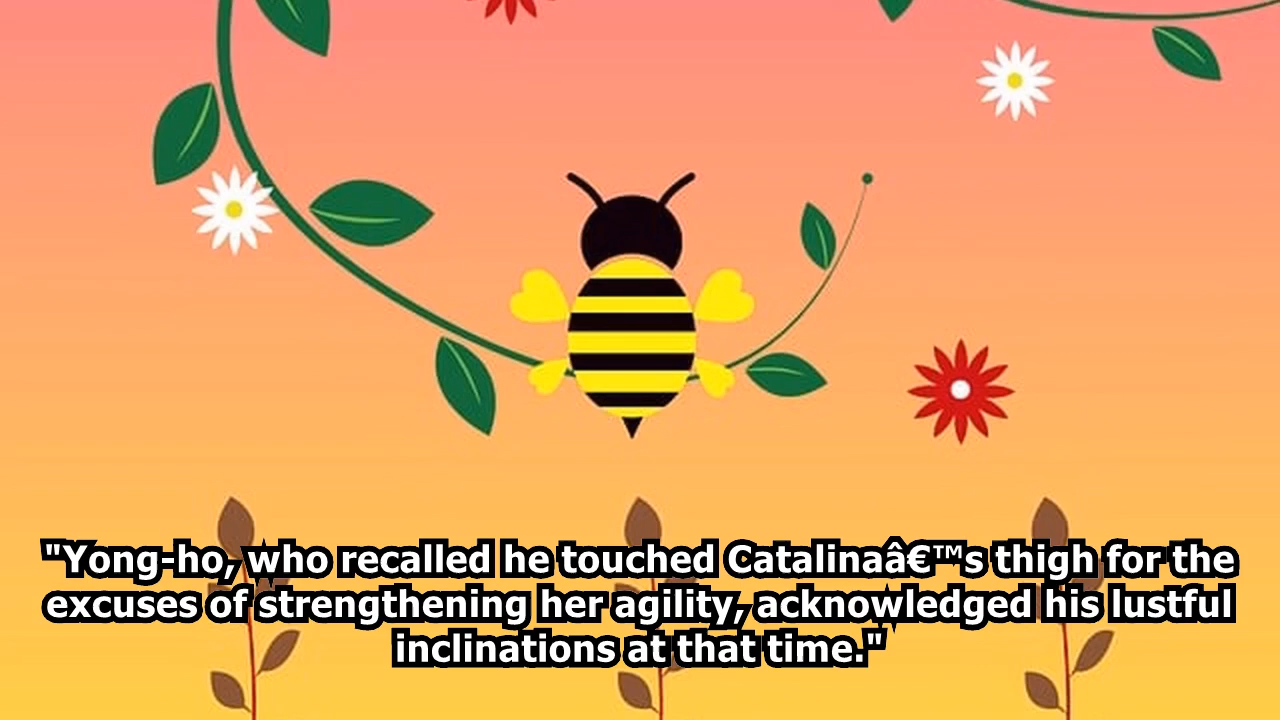 "Yong-ho, who recalled he touched Catalinaâ€™s thigh for the
excuses of strengthening her agility, acknowledged his lustful
inclinations at that time."